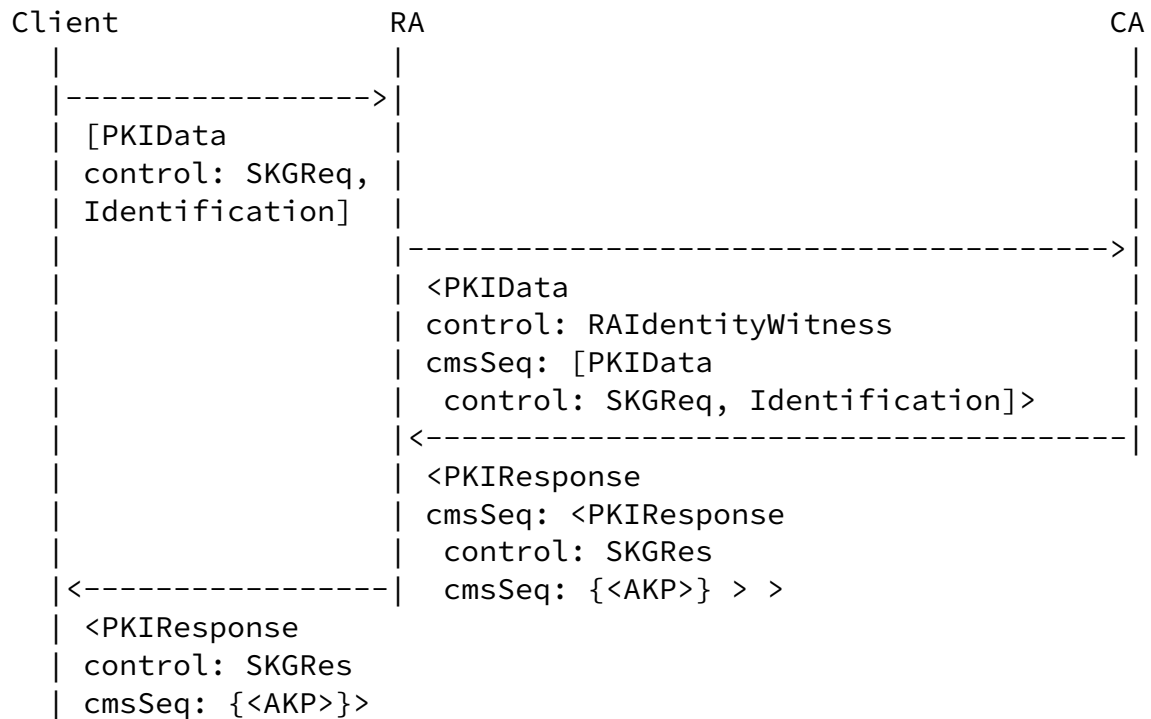 Client               RA                                       CA
  |                  |                                        |
  |----------------->|                                        |
  | [PKIData         |                                        |
  | control: SKGReq, |                                        |
  | Identification]  |                                        |
  |                  |--------------------------------------->|
  |                  | <PKIData                               |
  |                  | control: RAIdentityWitness             |
  |                  | cmsSeq: [PKIData                       |
  |                  |  control: SKGReq, Identification]>     |
  |                  |<---------------------------------------|
  |                  | <PKIResponse
  |                  | cmsSeq: <PKIResponse
  |                  |  control: SKGRes
  |<-----------------|  cmsSeq: {<AKP>} > >
  | <PKIResponse
  | control: SKGRes
  | cmsSeq: {<AKP>}>